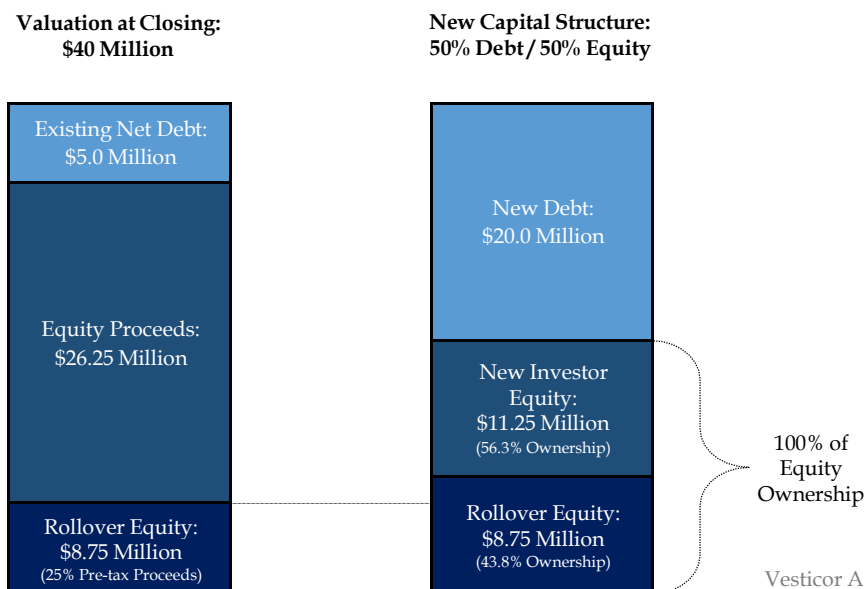 Valuation at Closing:
$40 Million
New Capital Structure:
50% Debt / 50% Equity
Existing Net Debt:
$5.0 Million
Equity Proceeds:
$26.25 Million
Rollover Equity:
$8.75 Million
(25% Pre-tax Proceeds)
New Debt:
$20.0 Million
New Investor
Equity:
$11.25 Million
(56.3% Ownership)
Rollover Equity:
$8.75 Million
(43.8% Ownership)
100% of
Equity
Ownership
Vesticor A